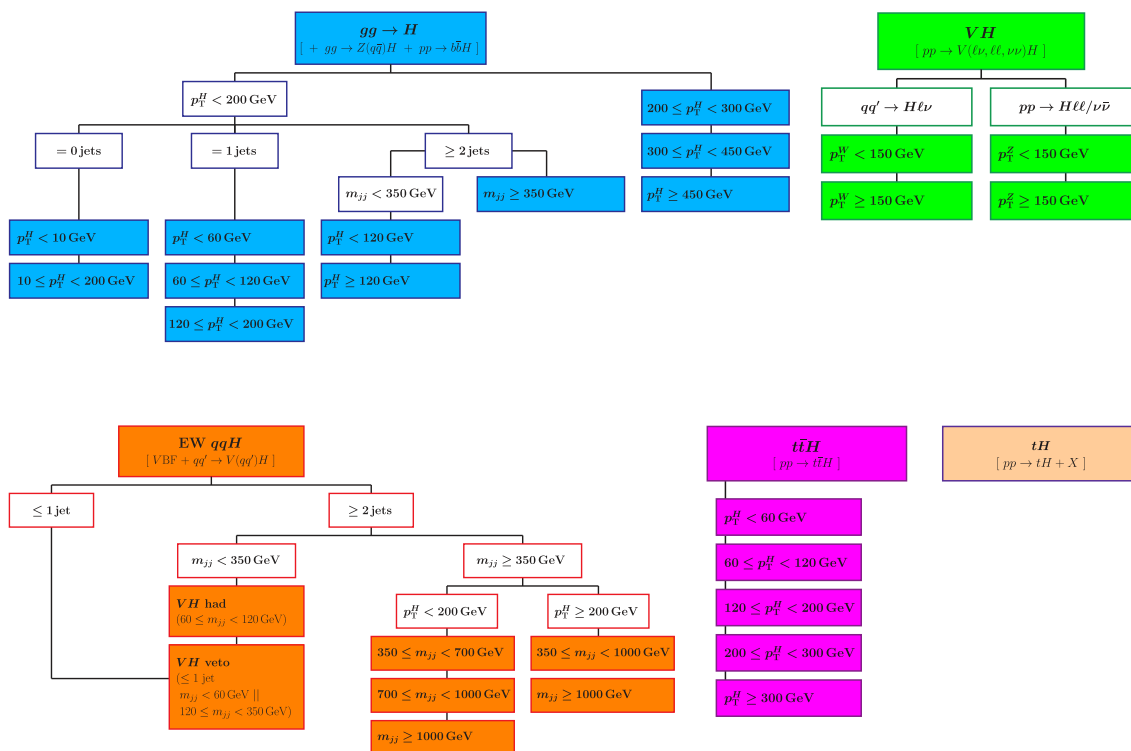 gg → H
[ + gg → Z(qq̄)H + pp → bb̄H ]
p_T^H < 200 GeV
= 0 jets
= 1 jets
≥ 2 jets
m_jj < 350 GeV
m_jj ≥ 350 GeV
p_T^H < 10 GeV
10 ≤ p_T^H < 200 GeV
p_T^H < 60 GeV
60 ≤ p_T^H < 120 GeV
120 ≤ p_T^H < 200 GeV
p_T^H < 120 GeV
p_T^H ≥ 120 GeV
200 ≤ p_T^H < 300 GeV
300 ≤ p_T^H < 450 GeV
p_T^H ≥ 450 GeV
VH
[ pp → V(ℓν, ℓℓ, νν)H ]
qq′ → Hℓν
pp → Hℓℓ/νν̄
p_T^W < 150 GeV
p_T^W ≥ 150 GeV
p_T^Z < 150 GeV
p_T^Z ≥ 150 GeV
EW qqH
[ VBF + qq′ → V(qq′)H ]
≤ 1 jet
≥ 2 jets
m_jj < 350 GeV
m_jj ≥ 350 GeV
VH had
(60 ≤ m_jj < 120 GeV)
VH veto
(≤ 1 jet
m_jj < 60 GeV ||
120 ≤ m_jj < 350 GeV)
p_T^H < 200 GeV
p_T^H ≥ 200 GeV
350 ≤ m_jj < 700 GeV
700 ≤ m_jj < 1000 GeV
m_jj ≥ 1000 GeV
350 ≤ m_jj < 1000 GeV
m_jj ≥ 1000 GeV
tt̄H
[ pp → tt̄H ]
p_T^H < 60 GeV
60 ≤ p_T^H < 120 GeV
120 ≤ p_T^H < 200 GeV
200 ≤ p_T^H < 300 GeV
p_T^H ≥ 300 GeV
tH
[ pp → tH + X ]